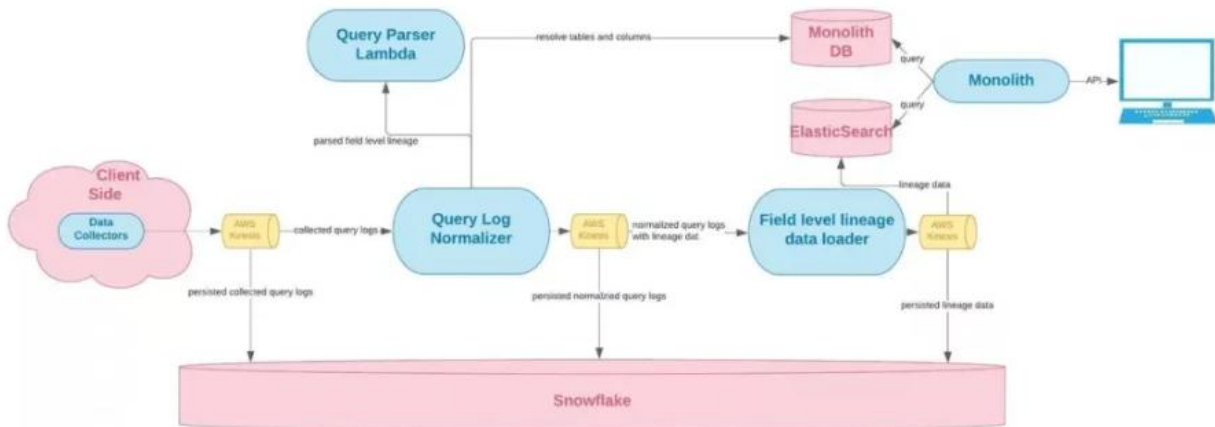 Query Parser
Lambda
resolve tables and columns
Monolith
DB
query
Monolith
API
query
ElasticSearch
parsed field level lineage
lineage data
Client
Side
Data
Collectors
AWS
collected query logs
Query Log
Normalizer
AWS
Kinesis
normalized query logs
with lineage dat
Field level lineage
data loader
AWS
Kinesis
persisted collected query logs
persisted normalized query logs
persisted lineage data
Snowflake